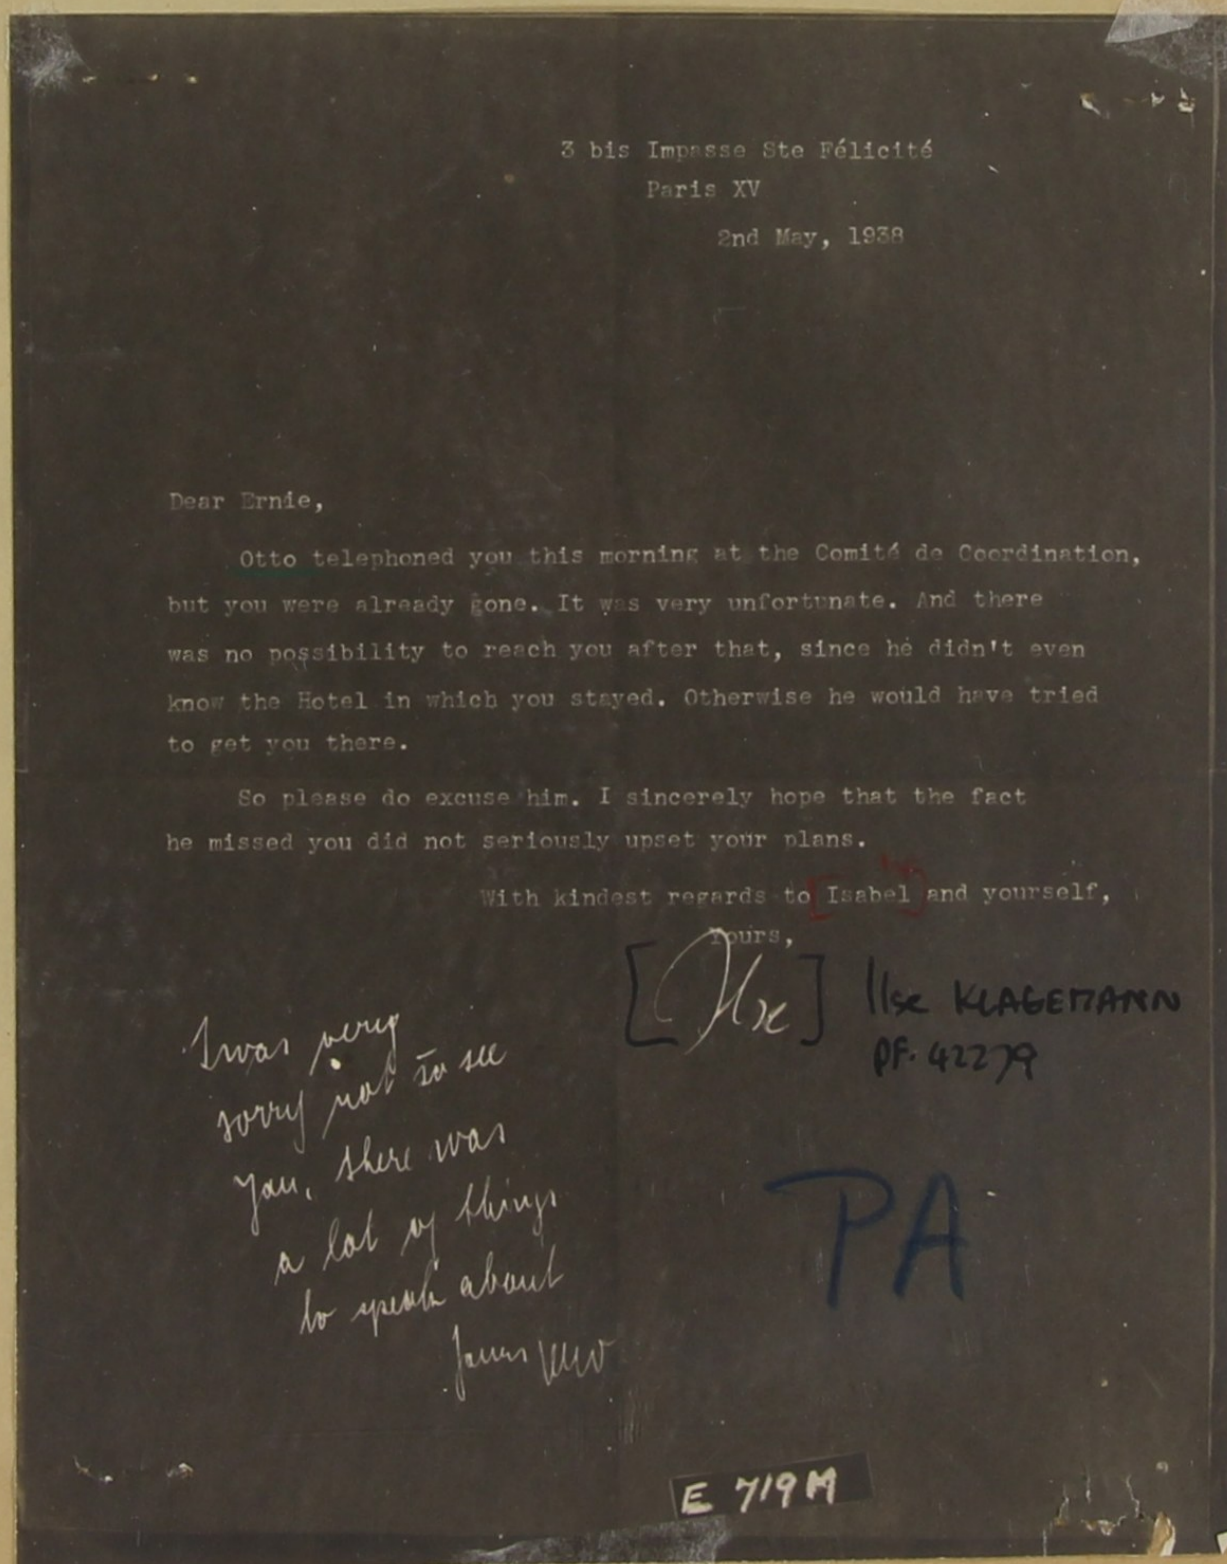 3 bis Impasse Ste Félicité
Paris XV
2nd May, 1938
Dear Ernie,
Otto telephoned you this morning at the Comité de Coordination,
but you were already gone. It was very unfortunate. And there
was no possibility to reach you after that, since he didn't even
know the Hotel in which you stayed. Otherwise he would have tried
to get you there.
So please do excuse him. I sincerely hope that the fact
he missed you did not seriously upset your plans.
With kindest regards to [Isabel] and yourself,
Yours,
[Ilse] Ilse KLAGEMANN
PF. 42279
I was very
sorry not to see
you, there was
a lot of things
to speak about
PA
E 719M